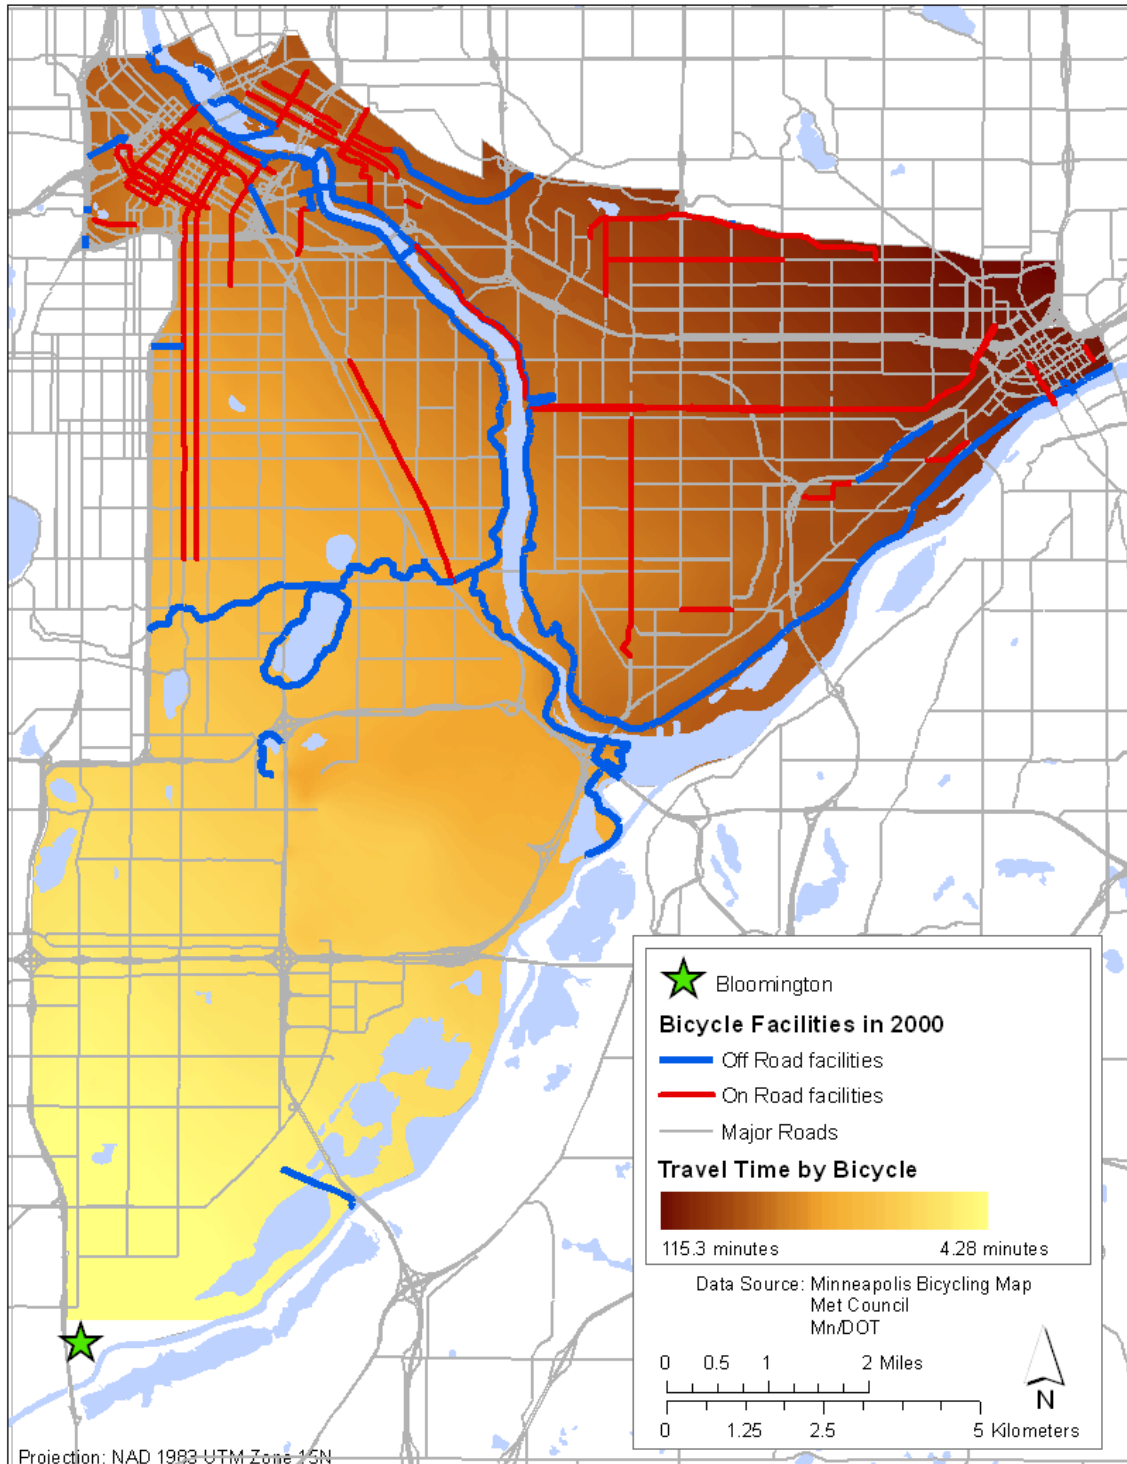 Bloomington
Bicycle Facilities in 2000
Off Road facilities
On Road facilities
Major Roads
Travel Time by Bicycle
115.3 minutes 4.28 minutes
Data Source: Minneapolis Bicycling Map
Met Council
Mn/DOT
0 0.5 1 2 Miles
0 1.25 2.5 5 Kilometers
N
Projection: NAD 1983 UTM Zone 15N